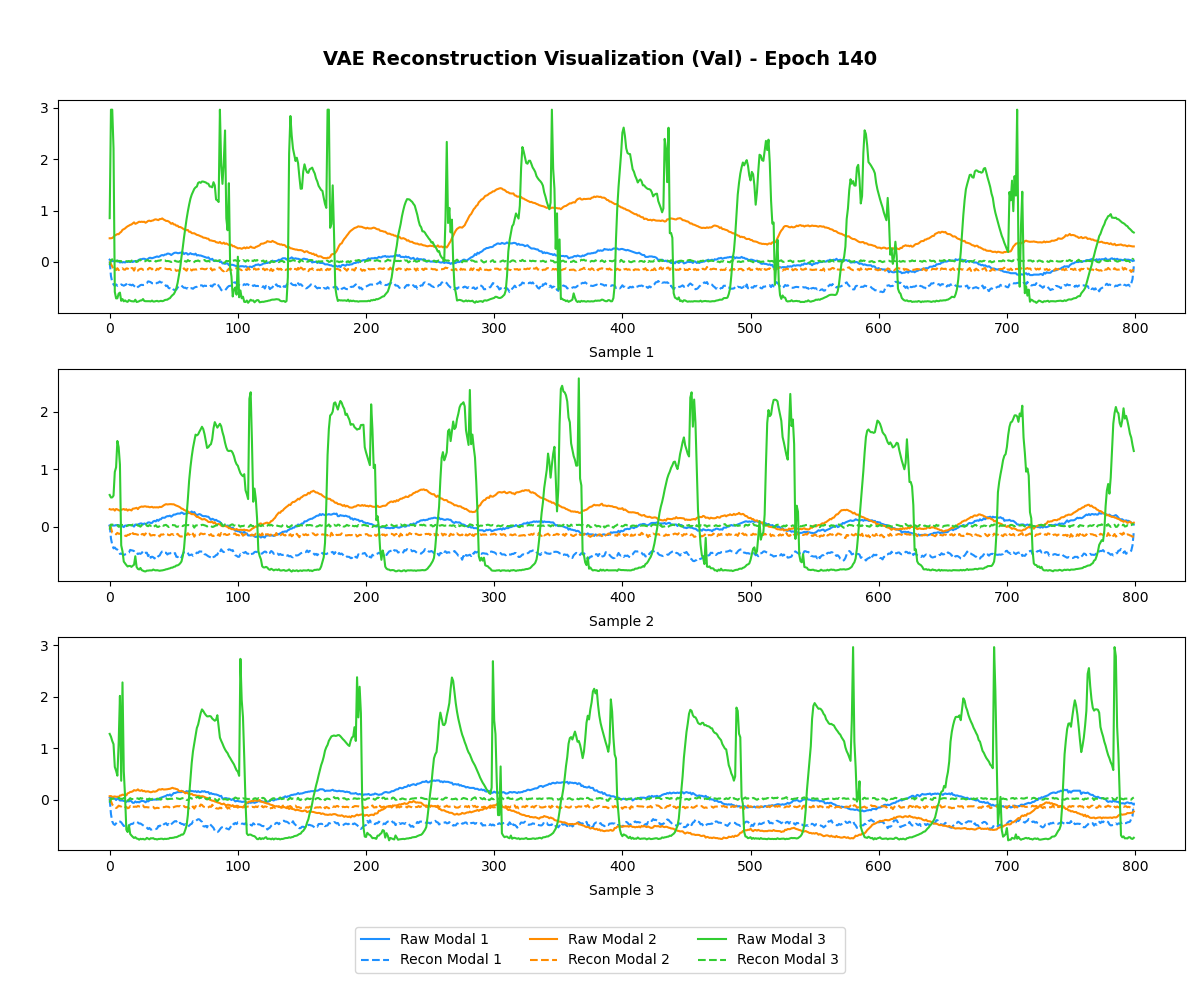 VAE Reconstruction Visualization (Val) - Epoch 140
3
2
1
0
0 100 200 300 400 500 600 700 800
Sample 1
2
1
0
0 100 200 300 400 500 600 700 800
Sample 2
3
2
1
0
0 100 200 300 400 500 600 700 800
Sample 3
Raw Modal 1 Raw Modal 2 Raw Modal 3
Recon Modal 1 Recon Modal 2 Recon Modal 3